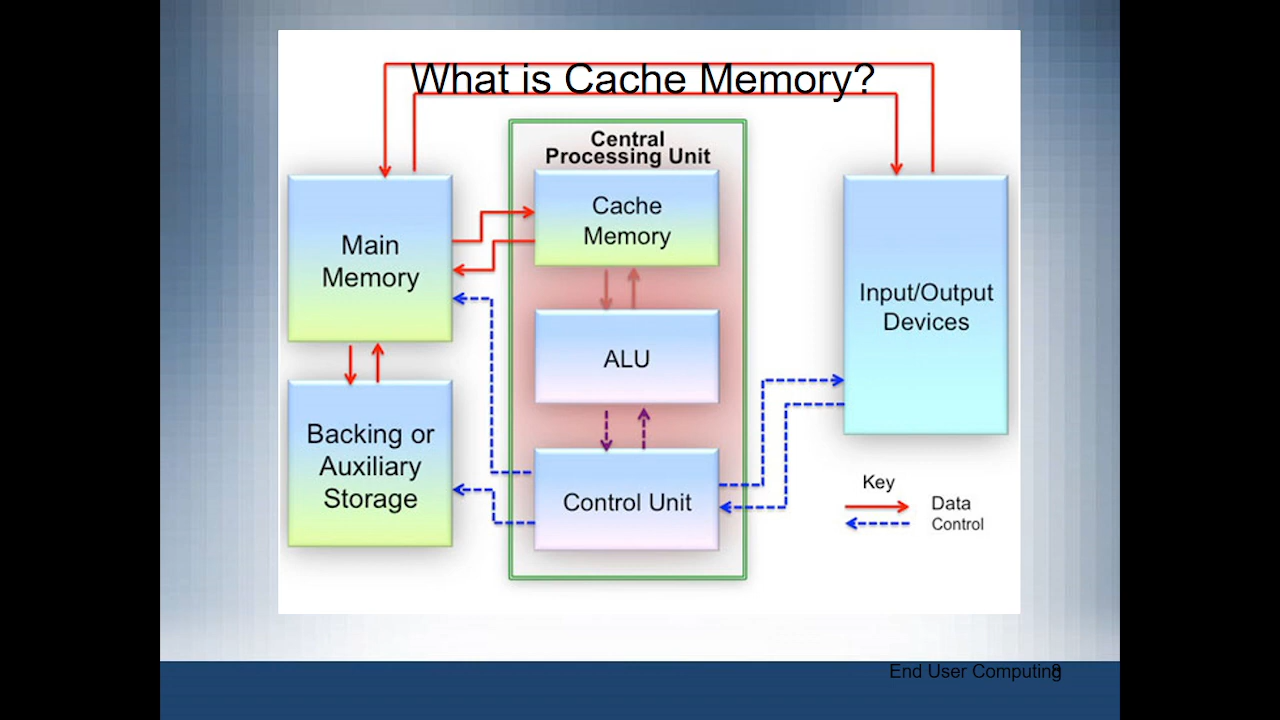 What is Cache Memory?
Central
Processing Unit
Cache
Memory
Main
Memory
Input/Output
Devices
ALU
Backing or
Auxiliary
Storage
Control Unit
Key
Data
Control
End User Computing
8